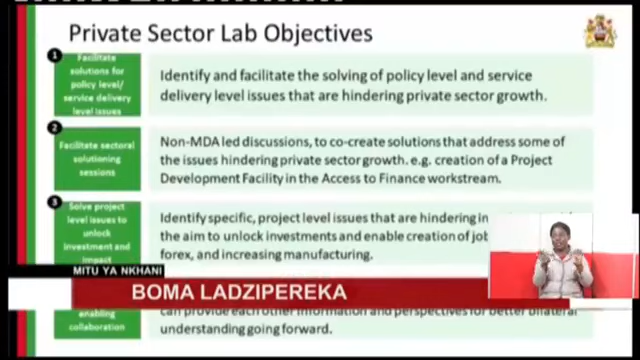 Private Sector Lab Objectives
1
Facilitate
solutions for
policy level/
service delivery
level issues
Identify and facilitate the solving of policy level and service
delivery level issues that are hindering private sector growth.
2
Facilitate sectoral
solutioning
sessions
Non-MDA led discussions, to co-create solutions that address some of
the issues hindering private sector growth. e.g. creation of a Project
Development Facility in the Access to Finance workstream.
3
Solve project
level issues to
unlock
investment and
impact
Identify specific, project level issues that are hindering
the aim to unlock investments and enable creation of
forex, and increasing manufacturing.
MITU YA NKHANI
BOMA LADZIPEREKA
enabling
collaboration
can provide each other information and perspectives for better bilateral
understanding going forward.